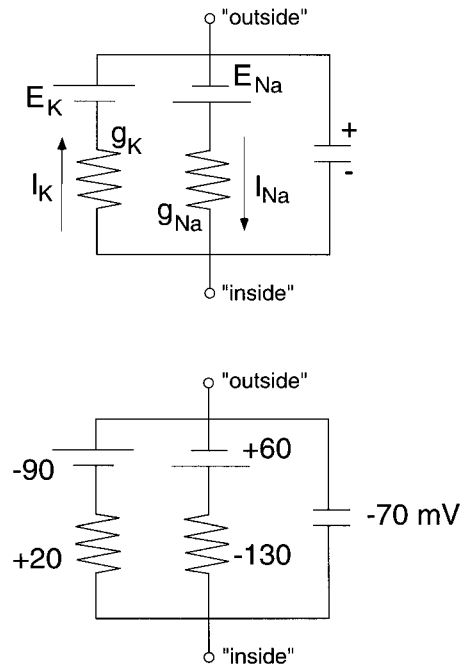 "outside"
E_K
E_Na
g_K
+
-
I_K
I_Na
g_Na
"inside"
"outside"
+60
-90
-70 mV
+20
-130
"inside"